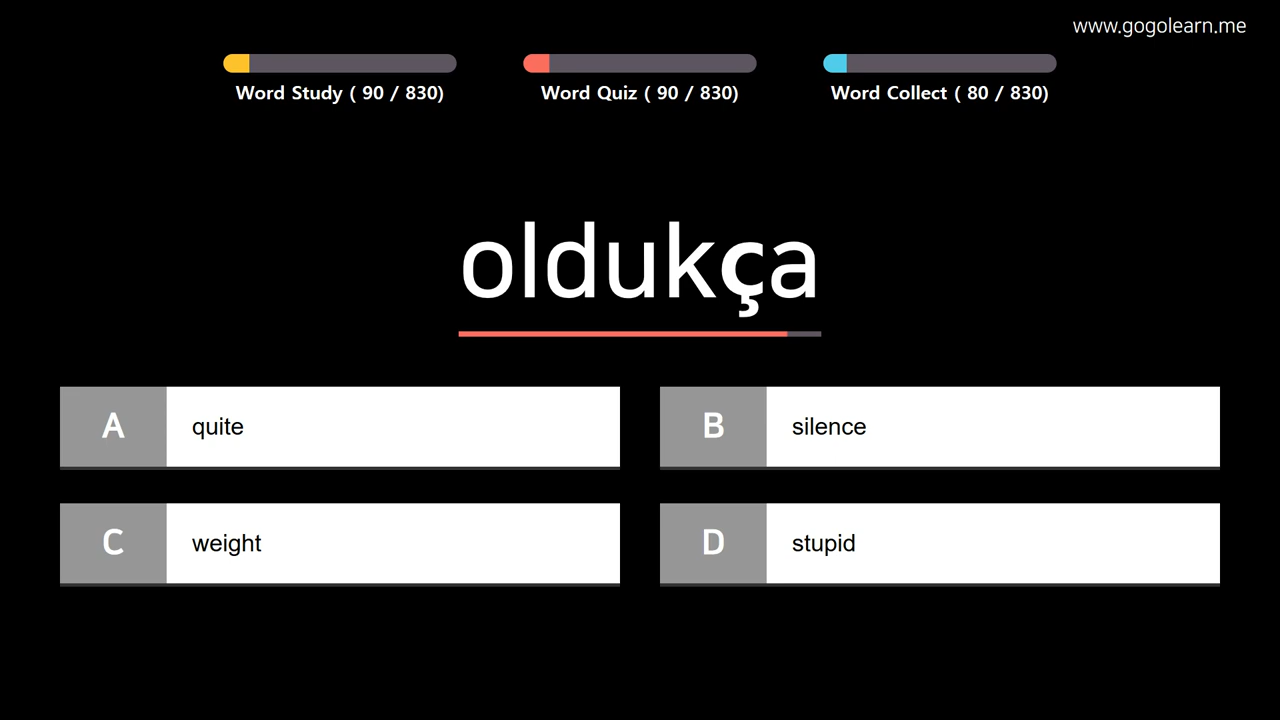 www.gogolearn.me
Word Study ( 90 / 830)
Word Quiz ( 90 / 830)
Word Collect ( 80 / 830)
oldukça
A quite
B silence
C weight
D stupid